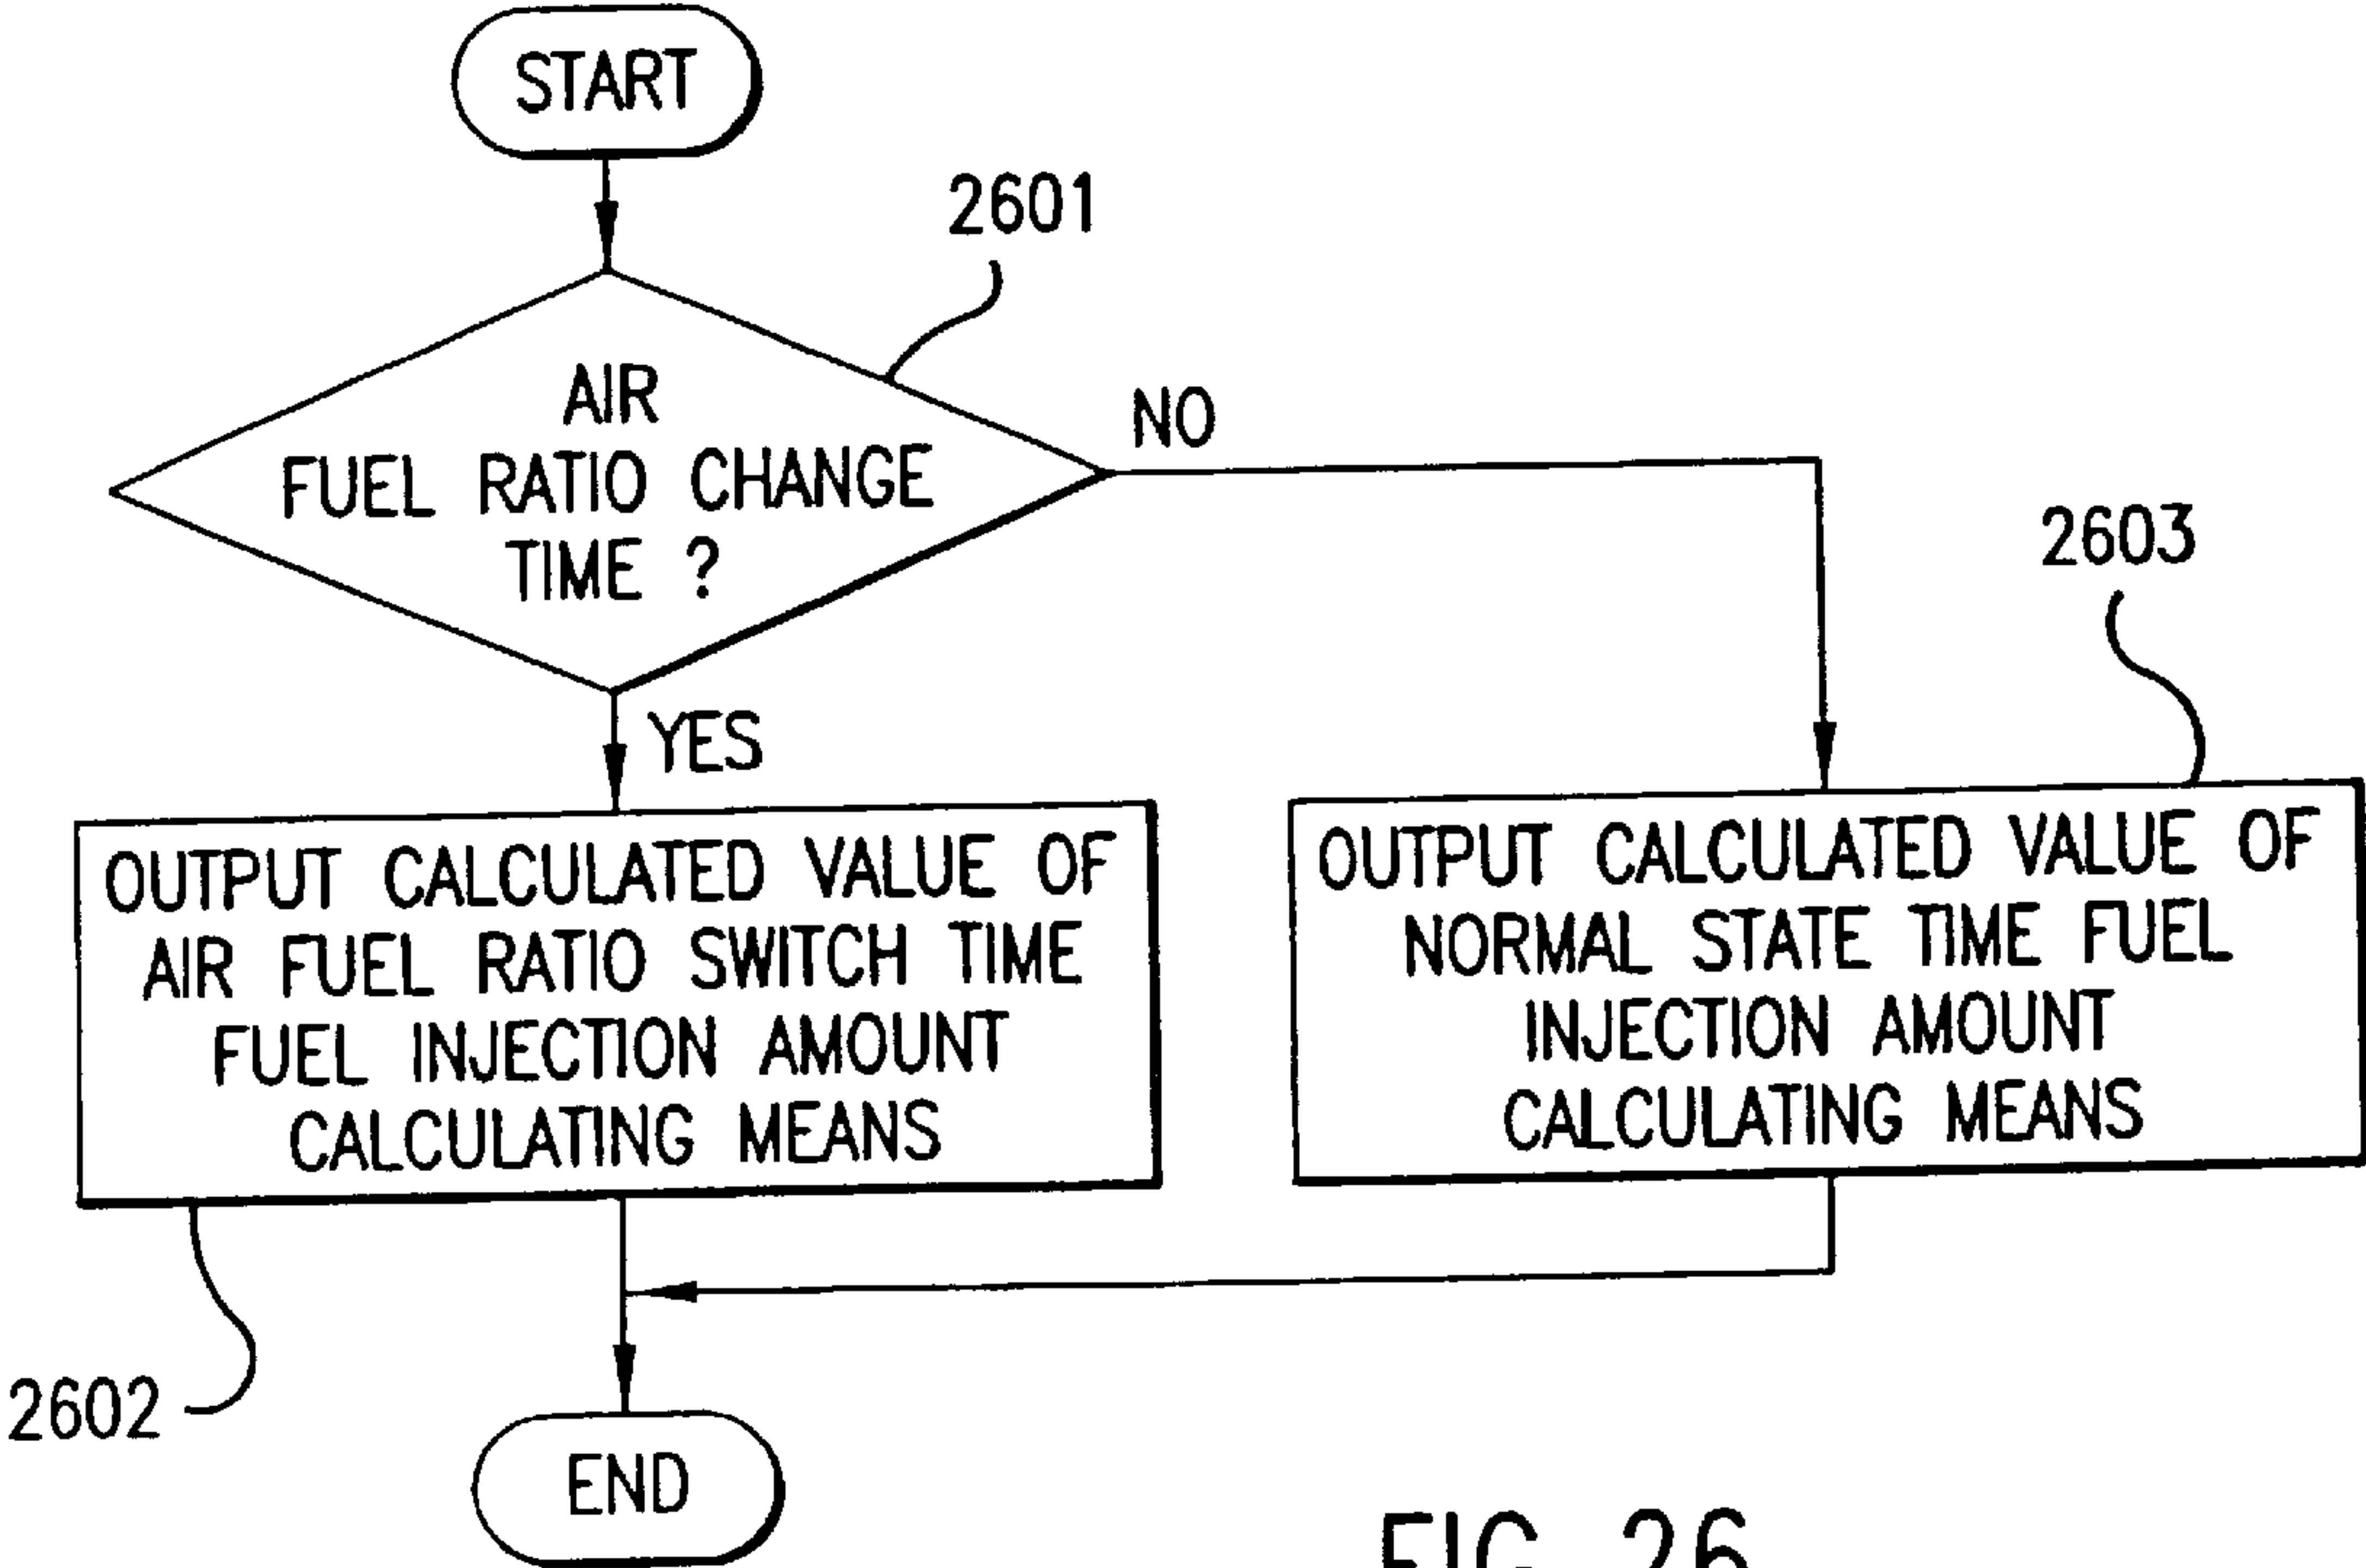 START
2601
AIR
FUEL RATIO CHANGE
TIME ?
NO
YES
2603
OUTPUT CALCULATED VALUE OF
AIR FUEL RATIO SWITCH TIME
FUEL INJECTION AMOUNT
CALCULATING MEANS
OUTPUT CALCULATED VALUE OF
NORMAL STATE TIME FUEL
INJECTION AMOUNT
CALCULATING MEANS
2602
END
FIG. 26